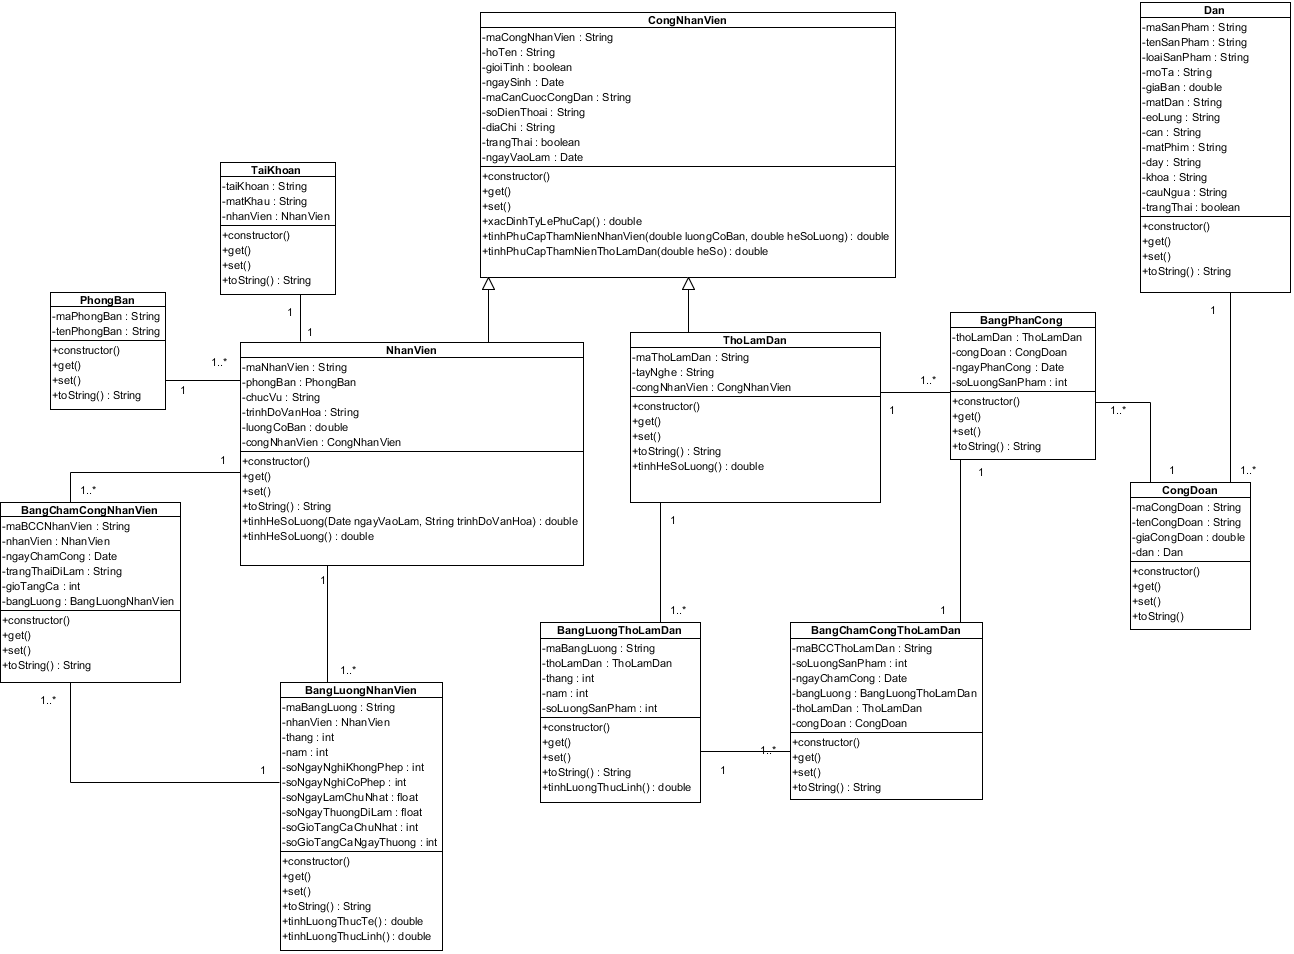 CongNhanVien
-maCongNhanVien : String
-hoTen : String
-gioiTinh : boolean
-ngaySinh : Date
-maCanCuocCongDan : String
-soDienThoai : String
-diaChi : String
-trangThai : boolean
-ngayVaoLam : Date
+constructor()
+get()
+set()
+xacDinhTyLePhuCap() : double
+tinhPhuCapThamNienNhanVien(double luongCoBan, double heSoLuong) : double
+tinhPhuCapThamNienThoLamDan(double heSo) : double
Dan
-maSanPham : String
-tenSanPham : String
-loaiSanPham : String
-moTa : String
-giaBan : double
-matDan : String
-eoLung : String
-can : String
-matPhim : String
-day : String
-khoa : String
-cauNgua : String
-trangThai : boolean
+constructor()
+get()
+set()
+toString() : String
1
1..*
TaiKhoan
-taiKhoan : String
-matKhau : String
-nhanVien : NhanVien
+constructor()
+get()
+set()
+toString() : String
1
1
PhongBan
-maPhongBan : String
-tenPhongBan : String
+constructor()
+get()
+set()
+toString() : String
1..*
1
NhanVien
-maNhanVien : String
-phongBan : PhongBan
-chucVu : String
-trinhDoVanHoa : String
-luongCoBan : double
-congNhanVien : CongNhanVien
+constructor()
+get()
+set()
+toString() : String
+tinhHeSoLuong(Date ngayVaoLam, String trinhDoVanHoa) : double
+tinhHeSoLuong() : double
1
1..*
1
1..*
ThoLamDan
-maThoLamDan : String
-tayNghe : String
-congNhanVien : CongNhanVien
+constructor()
+get()
+set()
+toString() : String
+tinhHeSoLuong() : double
1..*
1
1
1..*
BangPhanCong
-thoLamDan : ThoLamDan
-congDoan : CongDoan
-ngayPhanCong : Date
-soLuongSanPham : int
+constructor()
+get()
+set()
+toString() : String
1..*
1
1
1
CongDoan
-maCongDoan : String
-tenCongDoan : String
-giaCongDoan : double
-dan : Dan
+constructor()
+get()
+set()
+toString()
BangChamCongNhanVien
-maBCCNhanVien : String
-nhanVien : NhanVien
-ngayChamCong : Date
-trangThaiDiLam : String
-gioTangCa : int
-bangLuong : BangLuongNhanVien
+constructor()
+get()
+set()
+toString() : String
1..*
1
BangLuongNhanVien
-maBangLuong : String
-nhanVien : NhanVien
-thang : int
-nam : int
-soNgayNghiKhongPhep : int
-soNgayNghiCoPhep : int
-soNgayLamChuNhat : float
-soNgayThuongDiLam : float
-soGioTangCaChuNhat : int
-soGioTangCaNgayThuong : int
+constructor()
+get()
+set()
+toString() : String
+tinhLuongThucTe() : double
+tinhLuongThucLinh() : double
BangLuongThoLamDan
-maBangLuong : String
-thoLamDan : ThoLamDan
-thang : int
-nam : int
-soLuongSanPham : int
+constructor()
+get()
+set()
+toString() : String
+tinhLuongThucLinh() : double
1..*
1
BangChamCongThoLamDan
-maBCCThoLamDan : String
-soLuongSanPham : int
-ngayChamCong : Date
-bangLuong : BangLuongThoLamDan
-thoLamDan : ThoLamDan
-congDoan : CongDoan
+constructor()
+get()
+set()
+toString() : String